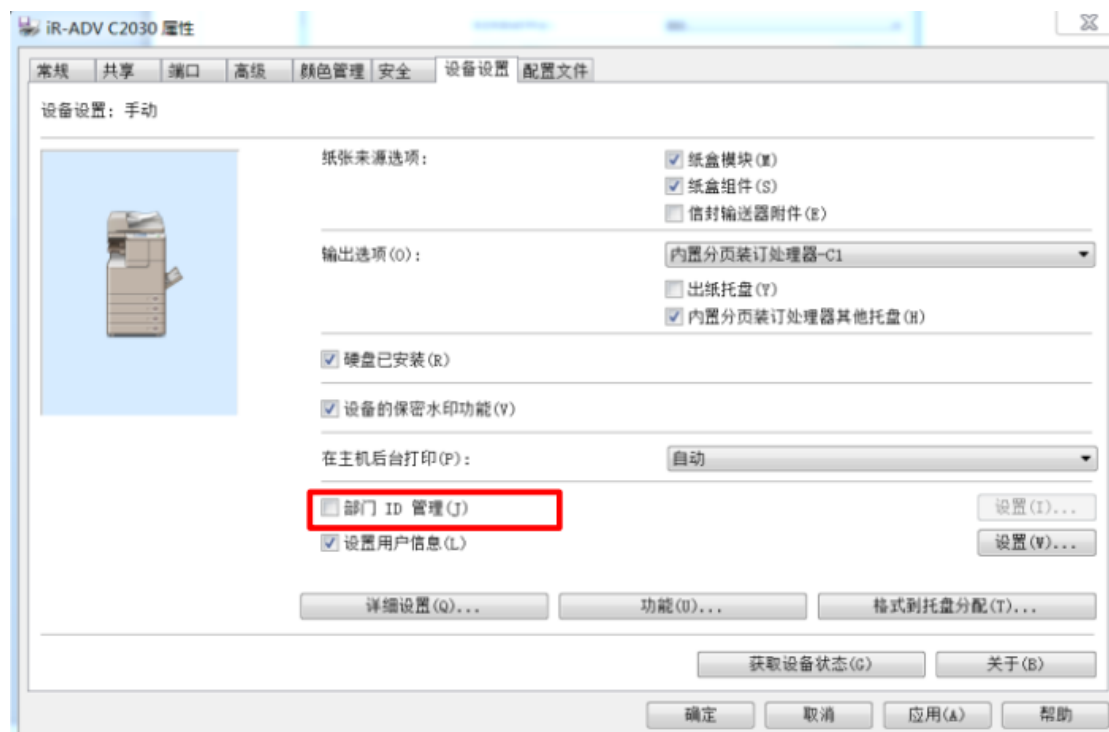 iR-ADV C2030 属性
常规 共享 端口 高级 颜色管理 安全 设备设置 配置文件
设备设置: 手动
纸张来源选项:
纸盒模块(M)
纸盒组件(S)
信封输送器附件(E)
输出选项(O): 内置分页装订处理器-C1
出纸托盘(Y)
内置分页装订处理器其他托盘(H)
硬盘已安装(R)
设备的保密水印功能(V)
在主机后台打印(P): 自动
部门 ID 管理(J) 设置(I)...
设置用户信息(L) 设置(W)...
详细设置(Q)... 功能(U)... 格式到托盘分配(T)...
获取设备状态(G) 关于(B)
确定 取消 应用(A) 帮助